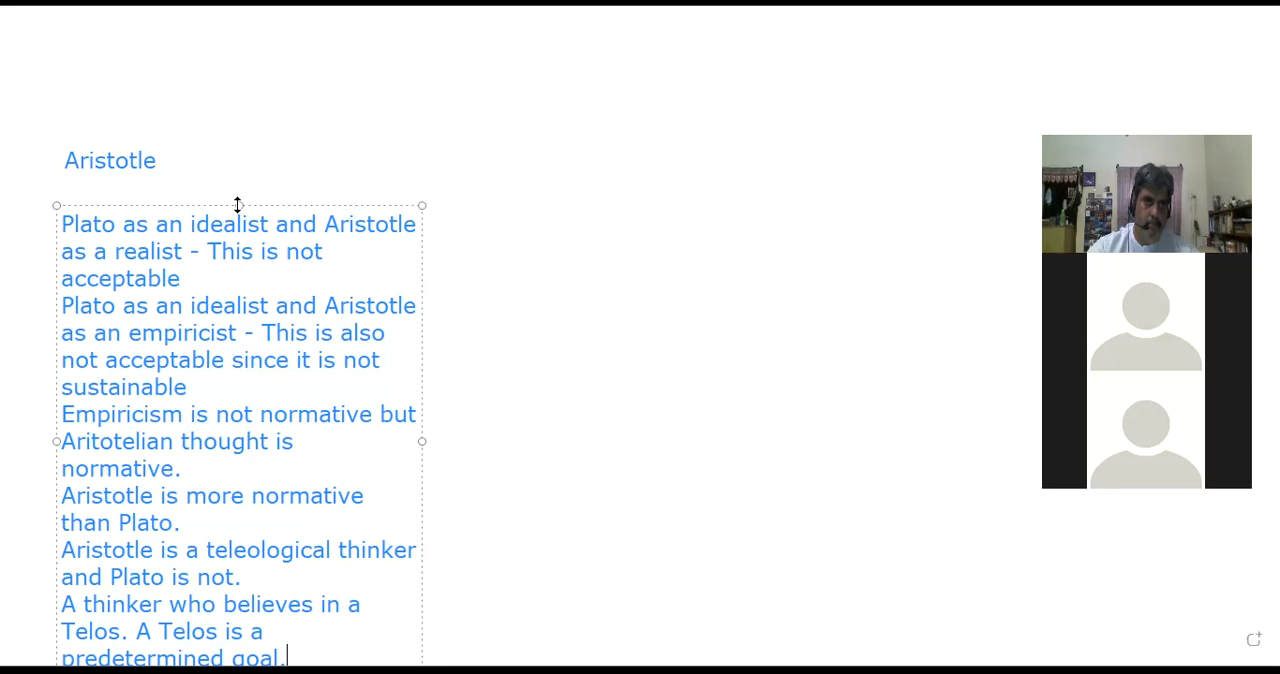 Aristotle
Plato as an idealist and Aristotle
as a realist - This is not
acceptable
Plato as an idealist and Aristotle
as an empiricist - This is also
not acceptable since it is not
sustainable
Empiricism is not normative but
Aritotelian thought is
normative.
Aristotle is more normative
than Plato.
Aristotle is a teleological thinker
and Plato is not.
A thinker who believes in a
Telos. A Telos is a
predetermined goal.